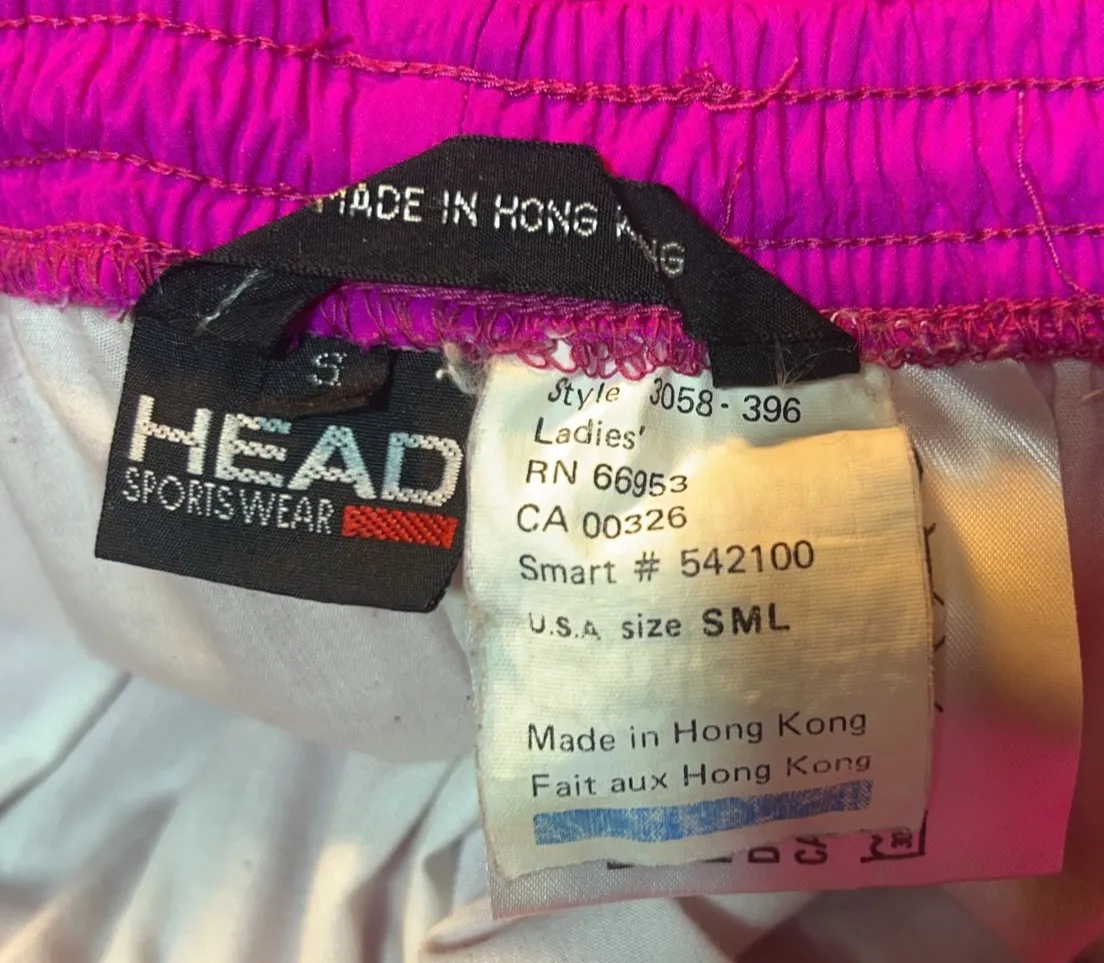 MADE IN HONG KONG
S
HEAD
SPORTSWEAR
Style 3058-396
Ladies'
RN 66953
CA 00326
Smart # 542100
U.S.A size SML
Made in Hong Kong
Fait aux Hong Kong